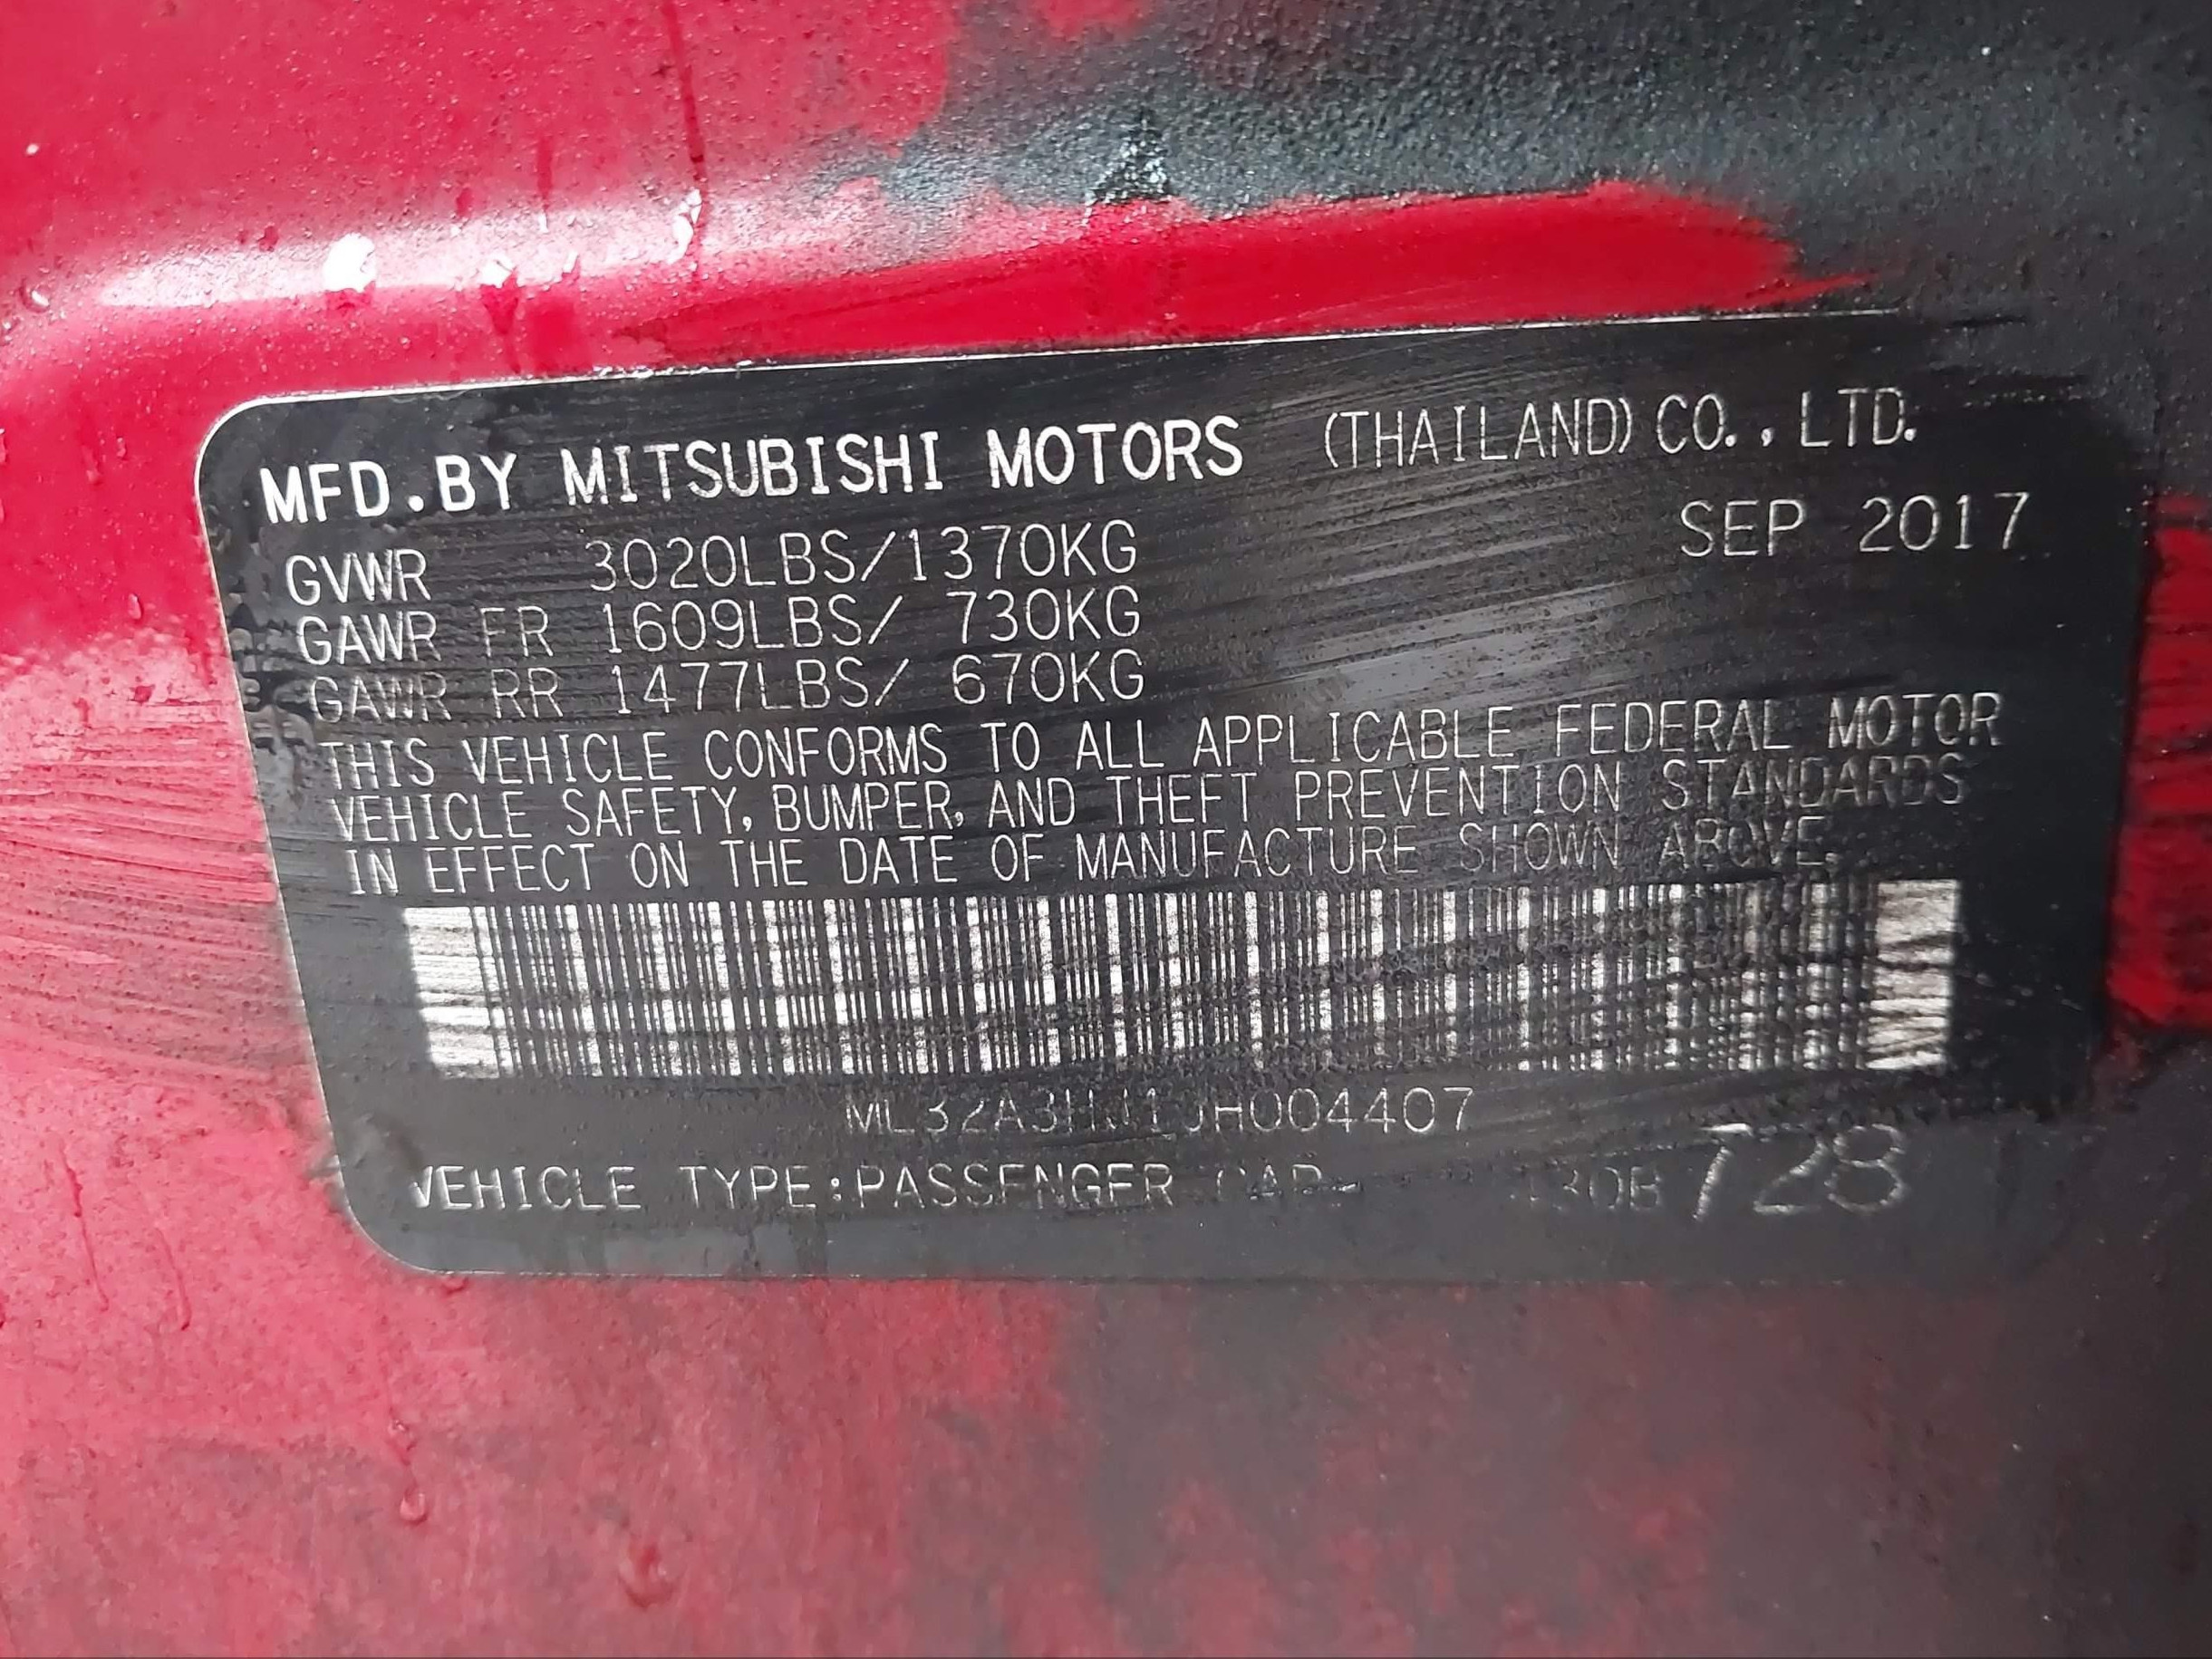 MFD.BY MITSUBISHI MOTORS (THAILAND) CO., LTD.
SEP 2017
GVWR 3020LBS/1370KG
GAWR FR 1609LBS/ 730KG
GAWR RR 1477LBS/ 670KG
THIS VEHICLE CONFORMS TO ALL APPLICABLE FEDERAL MOTOR
VEHICLE SAFETY, BUMPER, AND THEFT PREVENTION STANDARDS
IN EFFECT ON THE DATE OF MANUFACTURE SHOWN ABOVE.
ML32A3HJ1JH004407
VEHICLE TYPE:PASSENGER CAR T28